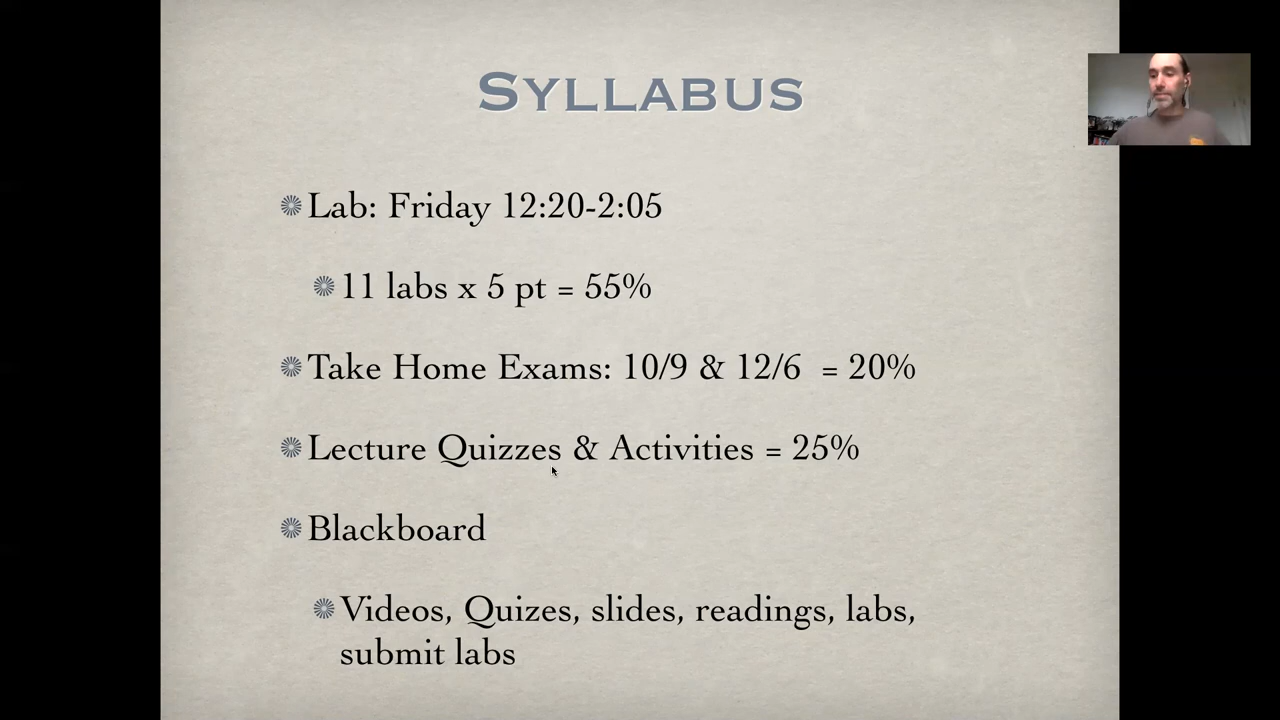 SYLLABUS
Lab: Friday 12:20-2:05
11 labs x 5 pt = 55%
Take Home Exams: 10/9 & 12/6 = 20%
Lecture Quizzes & Activities = 25%
Blackboard
Videos, Quizes, slides, readings, labs,
submit labs